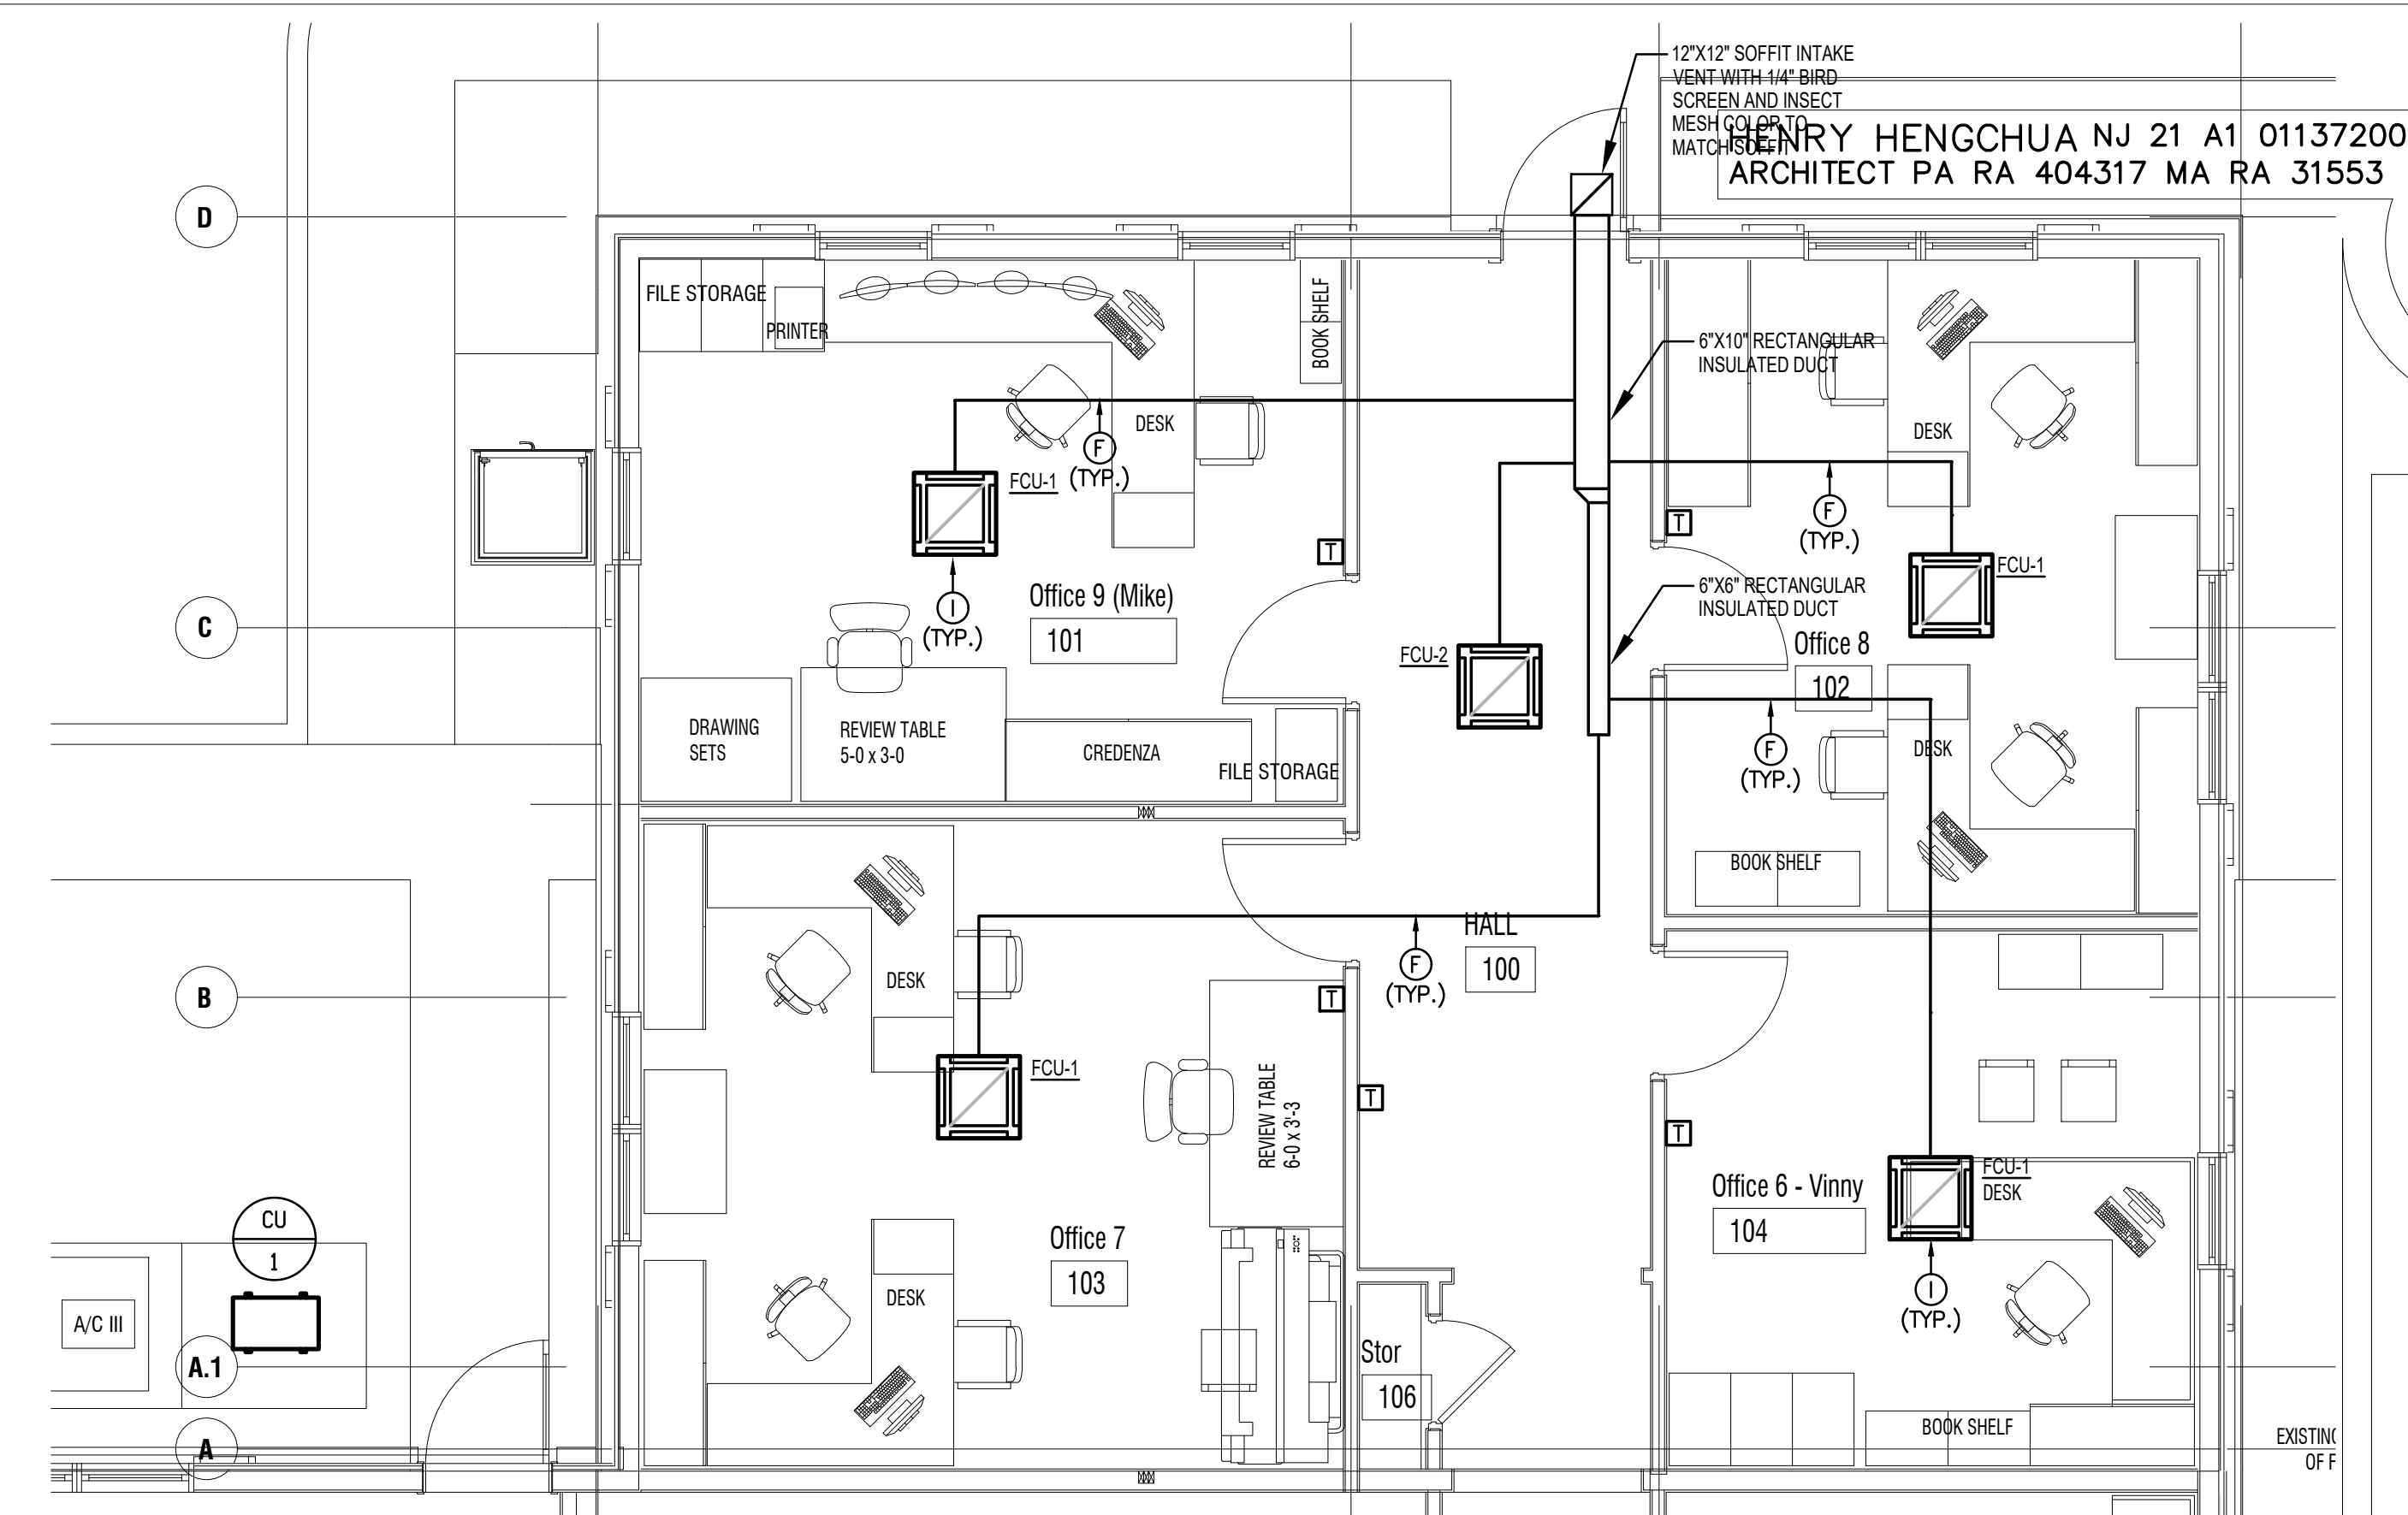 12"X12" SOFFIT INTAKE
VENT WITH 1/4" BIRD
SCREEN AND INSECT
MESH COLOR TO
MATCH SOFFIT
HENRY HENGCHUA NJ 21 A1 01137200
ARCHITECT PA RA 404317 MA RA 31553
D
FILE STORAGE
PRINTER
BOOK SHELF
6"X10" RECTANGULAR
INSULATED DUCT
DESK
DESK
F
(TYP.)
FCU-1
F
(TYP.)
T
T
FCU-1
I
(TYP.)
Office 9 (Mike)
101
6"X6" RECTANGULAR
INSULATED DUCT
C
Office 8
102
FCU-2
DRAWING
SETS
REVIEW TABLE
5-0 x 3-0
CREDENZA
FILE STORAGE
F
(TYP.)
DESK
BOOK SHELF
HALL
100
F
(TYP.)
B
DESK
T
FCU-1
REVIEW TABLE
6-0 x 3'-3
T
T
FCU-1
DESK
Office 6 - Vinny
104
CU
1
Office 7
103
I
(TYP.)
A/C III
DESK
A.1
Stor
106
A
BOOK SHELF
EXISTING
OF F